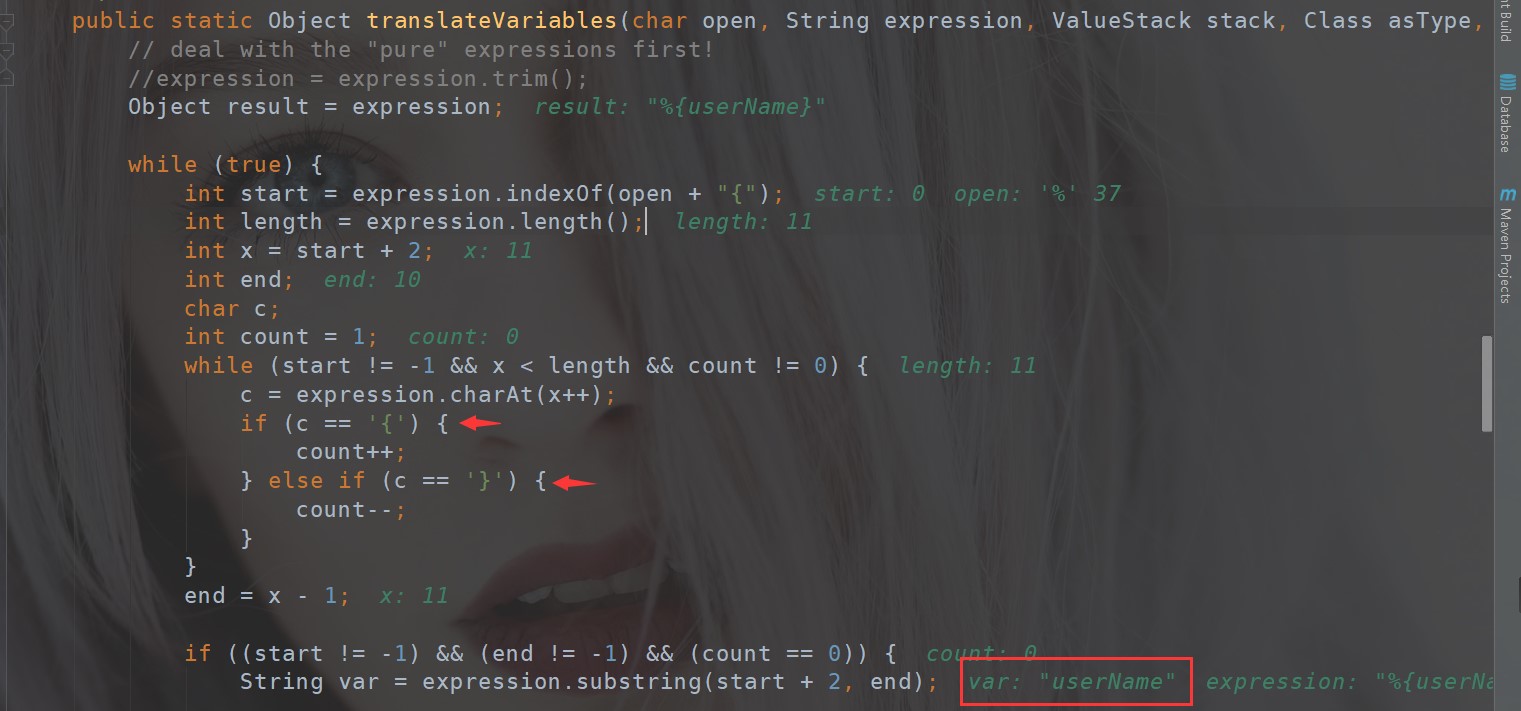 public static Object translateVariables(char open, String expression, ValueStack stack, Class asType,
// deal with the "pure" expressions first!
//expression = expression.trim();
Object result = expression;  result: "%{userName}"
while (true) {
int start = expression.indexOf(open + "{");  start: 0  open: '%' 37
int length = expression.length();  length: 11
int x = start + 2;  x: 11
int end;  end: 10
char c;
int count = 1;  count: 0
while (start != -1 && x < length && count != 0) {  length: 11
c = expression.charAt(x++);
if (c == '{') {
count++;
} else if (c == '}') {
count--;
}
}
end = x - 1;  x: 11
if ((start != -1) && (end != -1) && (count == 0)) {  count: 0
String var = expression.substring(start + 2, end);  var: "userName"  expression: "%{userNa
Build
Database
m Maven Projects